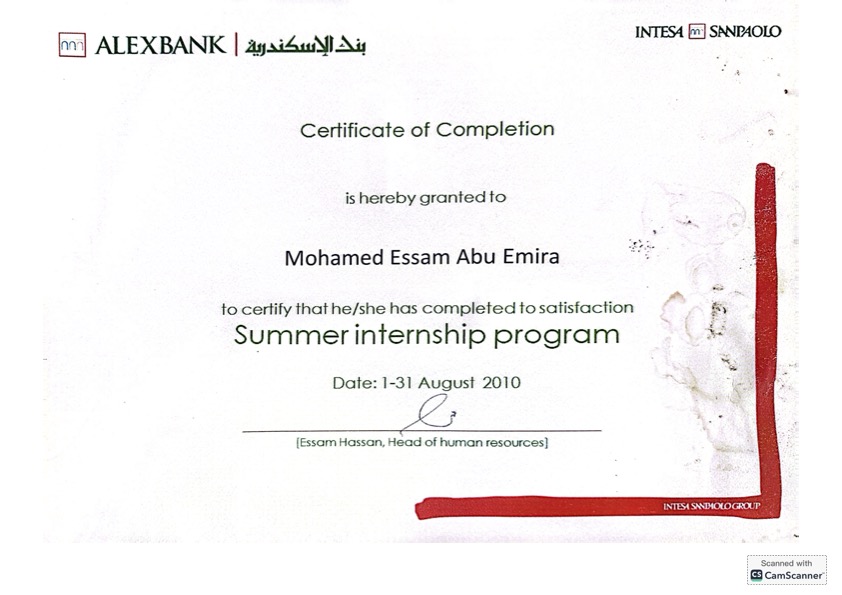 ALEXBANK | بنك الإسكندرية
INTESA SANPAOLO
Certificate of Completion
is hereby granted to
Mohamed Essam Abu Emira
to certify that he/she has completed to satisfaction
Summer internship program
Date: 1-31 August 2010
(Essam Hassan, Head of human resources)
INTESA SANPAOLO GROUP
Scanned with
CS CamScanner